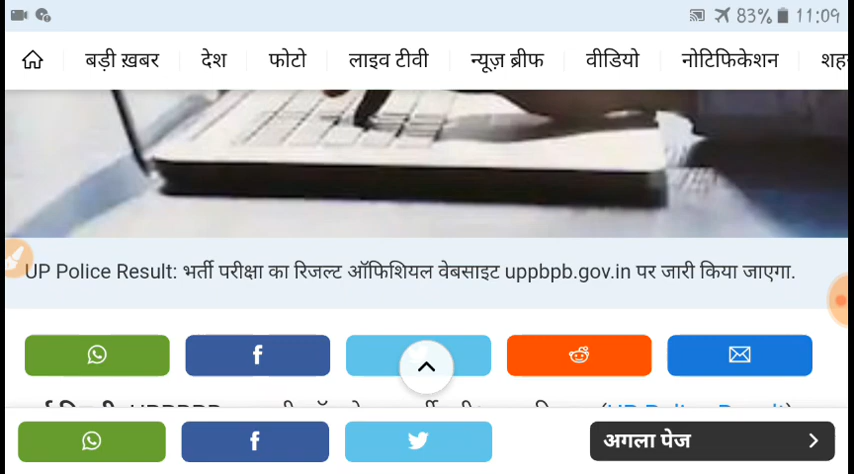 83% 11:09
बड़ी ख़बर देश फोटो लाइव टीवी न्यूज़ ब्रीफ वीडियो नोटिफिकेशन शह
UP Police Result: भर्ती परीक्षा का रिजल्ट ऑफिशियल वेबसाइट uppbpb.gov.in पर जारी किया जाएगा.
अगला पेज